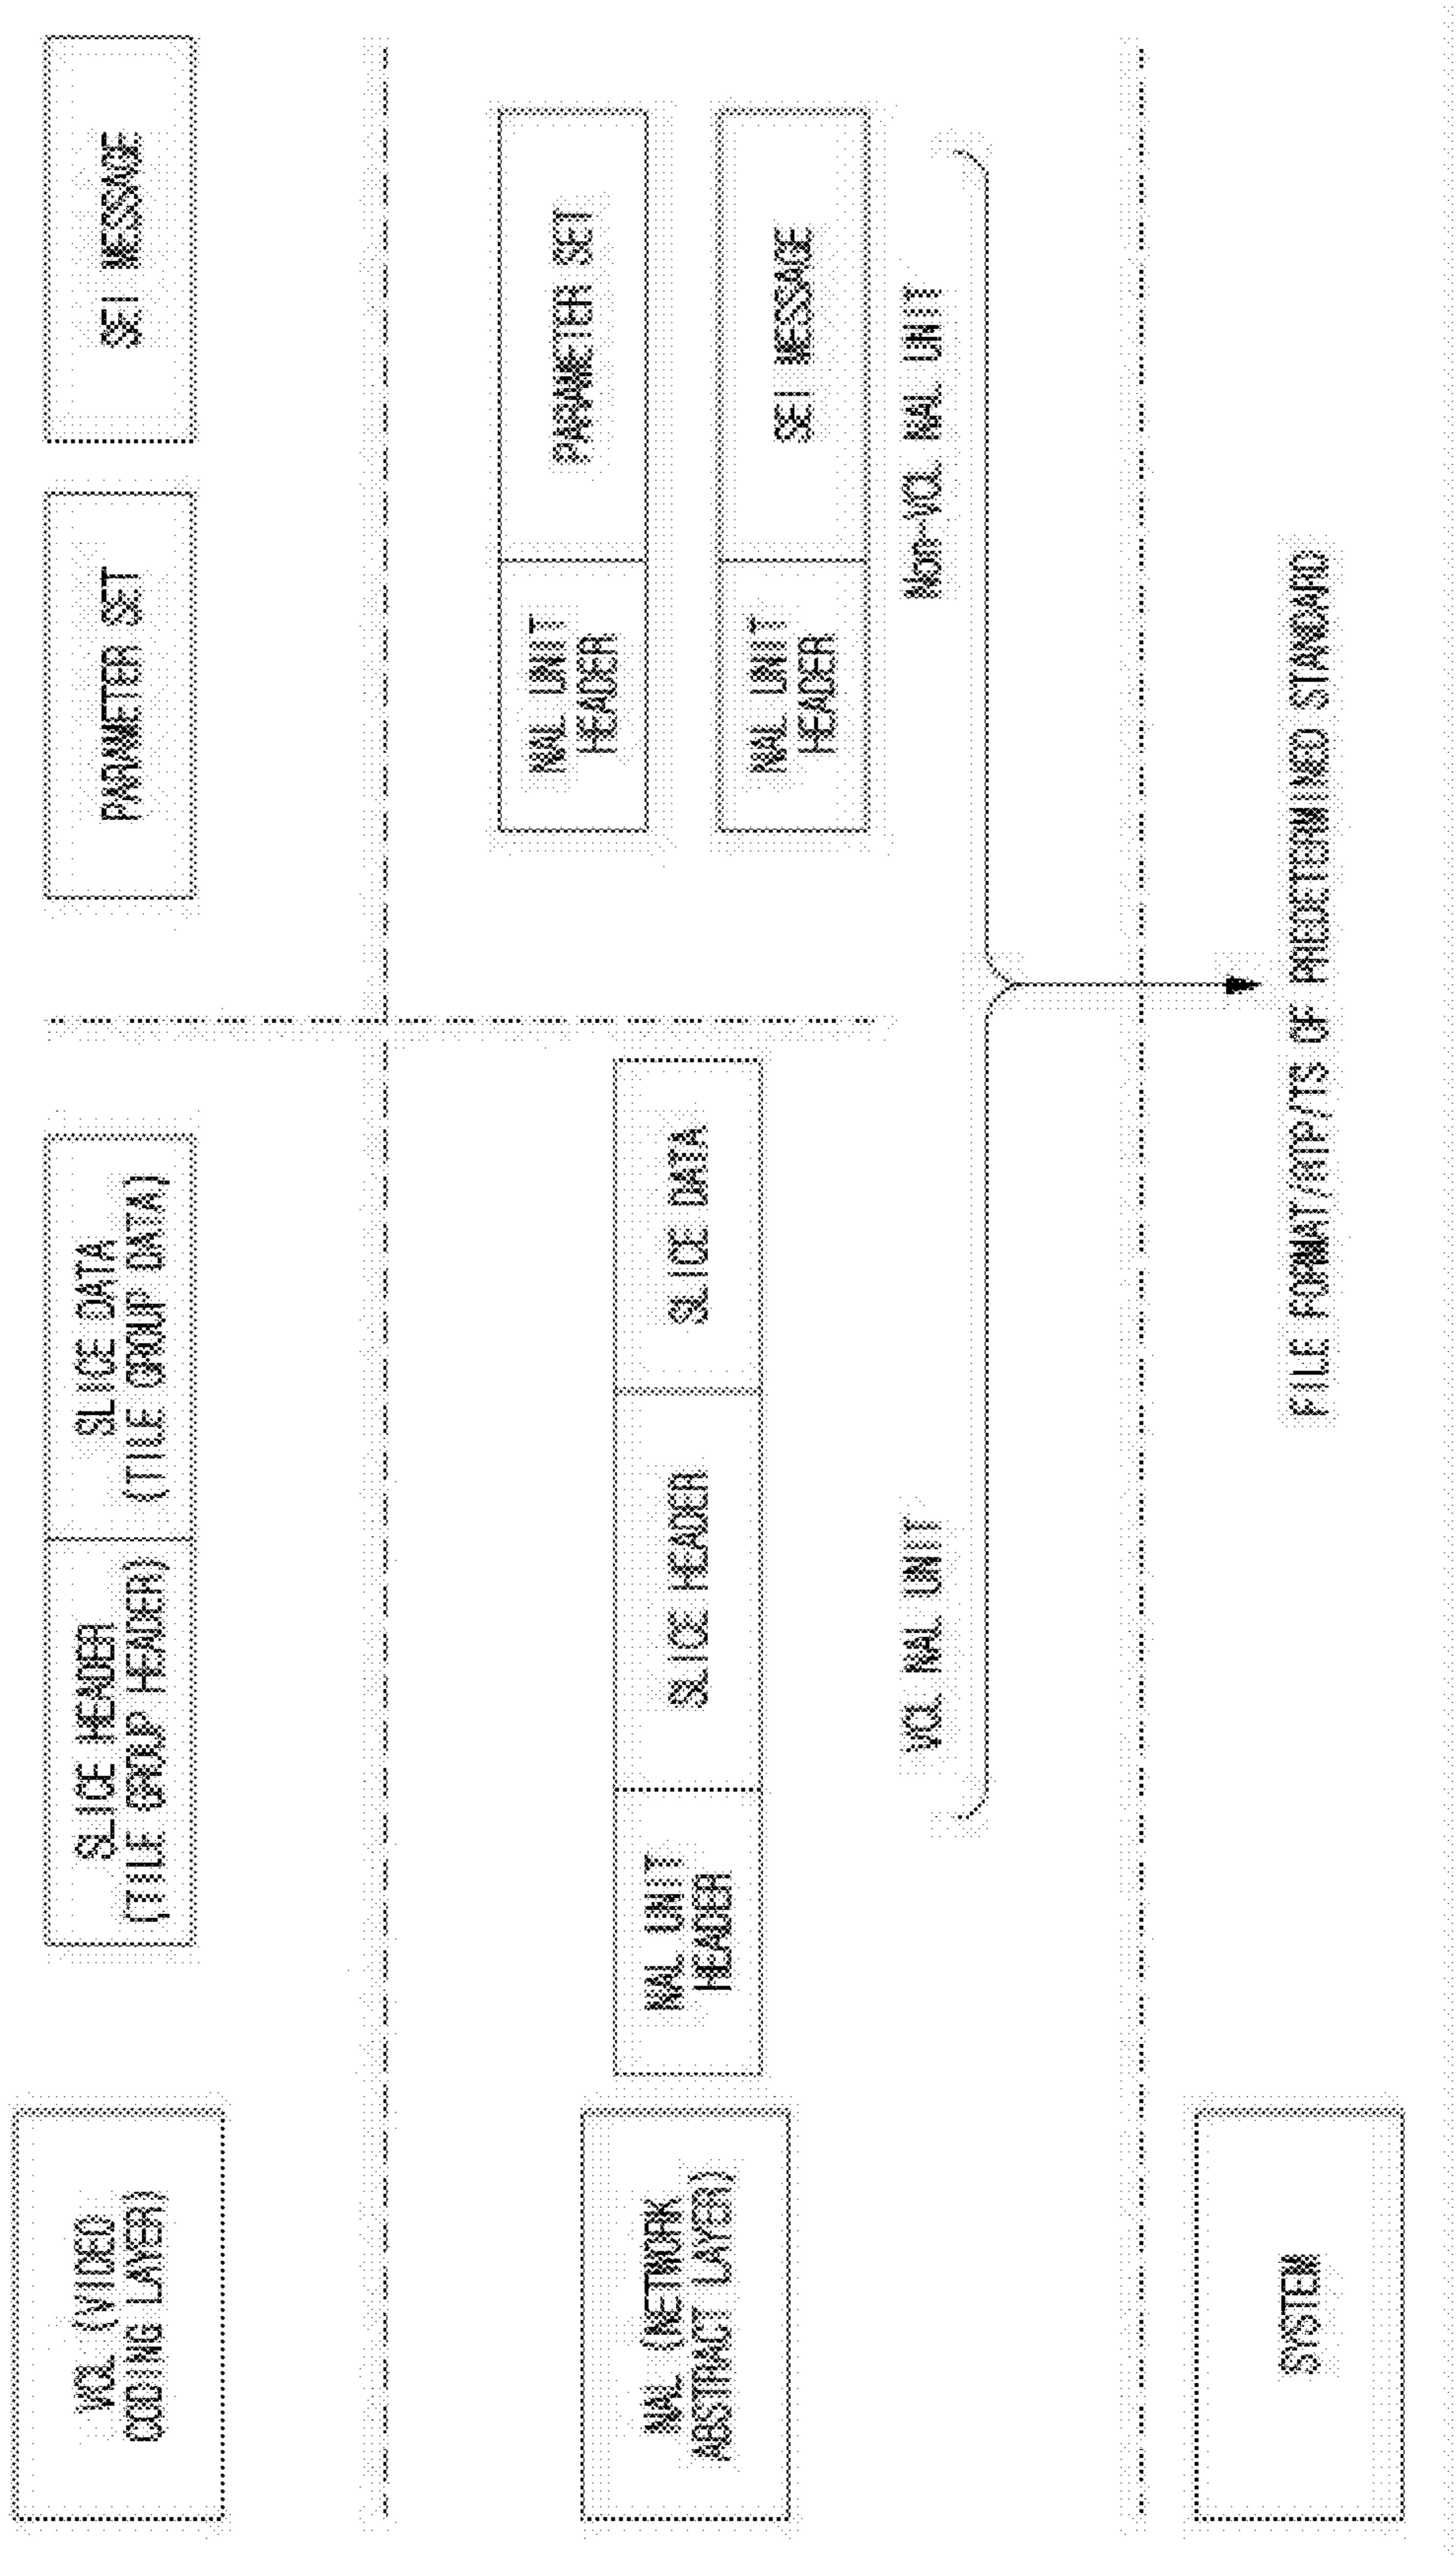 VCL (VIDEO
CODING LAYER)
SLICE HEADER
(TILE GROUP HEADER)
SLICE DATA
(TILE GROUP DATA)
PARAMETER SET
SEI MESSAGE
NAL (NETWORK
ABSTRACT LAYER)
NAL UNIT
HEADER
SLICE HEADER
SLICE DATA
NAL UNIT
HEADER
PARAMETER SET
NAL UNIT
HEADER
SEI MESSAGE
VCL NAL UNIT
Non-VCL NAL UNIT
SYSTEM
FILE FORMAT/RTP/TS OF PREDETERMINED STANDARD